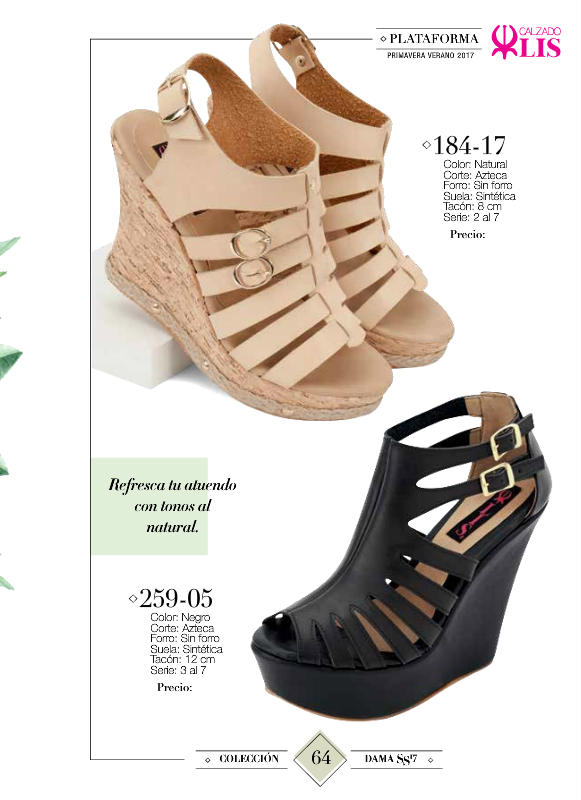 PLATAFORMA
PRIMAVERA VERANO 2017
CALZADO
LIS
184-17
Color: Natural
Corte: Azteca
Forro: Sin forro
Suela: Sintética
Tacón: 8 cm
Serie: 2 al 7
Precio:
Refresca tu atuendo
con tonos al
natural.
259-05
Color: Negro
Corte: Azteca
Forro: Sin forro
Suela: Sintética
Tacón: 12 cm
Serie: 3 al 7
Precio:
COLECCIÓN
64
DAMA SS'7